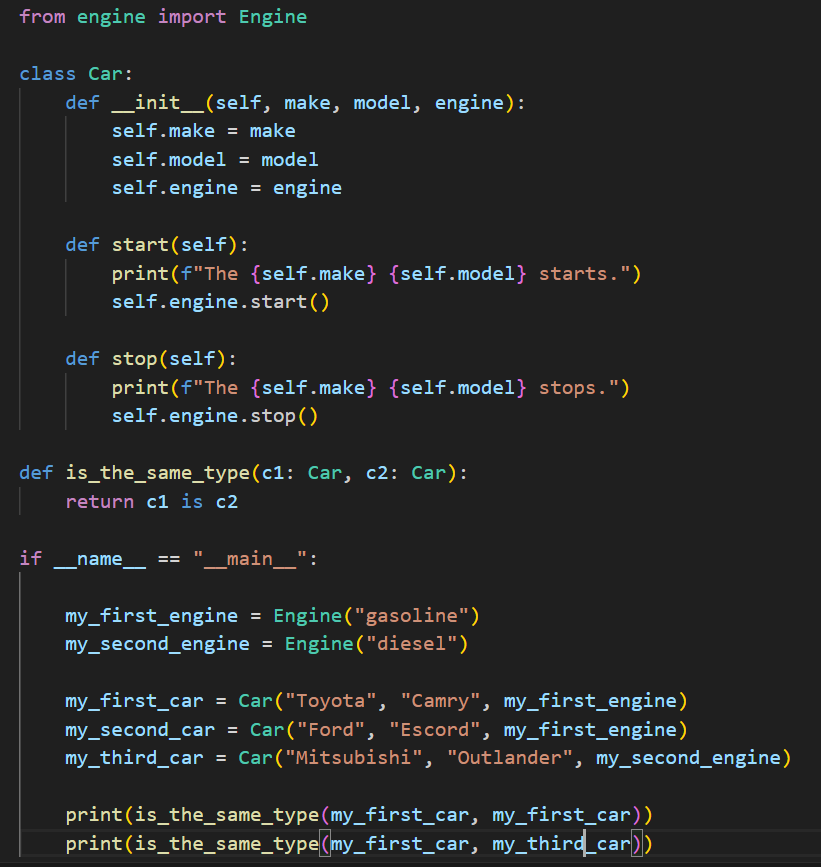 from engine import Engine
class Car:
    def __init__(self, make, model, engine):
        self.make = make
        self.model = model
        self.engine = engine
    def start(self):
        print(f"The {self.make} {self.model} starts.")
        self.engine.start()
    def stop(self):
        print(f"The {self.make} {self.model} stops.")
        self.engine.stop()
def is_the_same_type(c1: Car, c2: Car):
    return c1 is c2
if __name__ == "__main__":
    my_first_engine = Engine("gasoline")
    my_second_engine = Engine("diesel")
    my_first_car = Car("Toyota", "Camry", my_first_engine)
    my_second_car = Car("Ford", "Escord", my_first_engine)
    my_third_car = Car("Mitsubishi", "Outlander", my_second_engine)
    print(is_the_same_type(my_first_car, my_first_car))
    print(is_the_same_type(my_first_car, my_third_car))